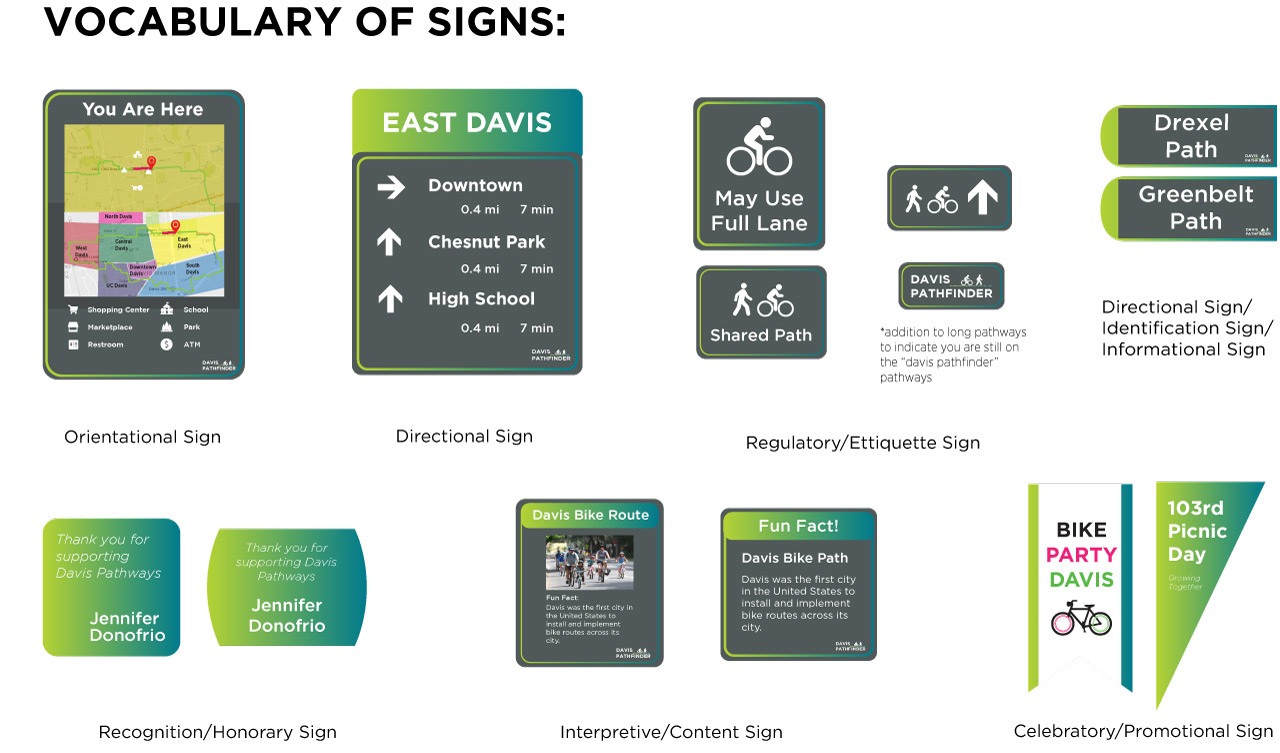 VOCABULARY OF SIGNS:
You Are Here
North Davis
West
Davis
Central
Davis
East
Davis
Downtown
Davis
South
Davis
UC Davis
Shopping Center
School
Marketplace
Park
Restroom
ATM
DAVIS
PATHFINDER
Orientational Sign
EAST DAVIS
Downtown
0.4 mi 7 min
Chesnut Park
0.4 mi 7 min
High School
0.4 mi 7 min
DAVIS
PATHFINDER
Directional Sign
May Use
Full Lane
Shared Path
DAVIS
PATHFINDER
*addition to long pathways
to indicate you are still on
the “davis pathfinder”
pathways
Regulatory/Ettiquette Sign
Drexel
Path
DAVIS
PATHFINDER
Greenbelt
Path
DAVIS
PATHFINDER
Directional Sign/
Identification Sign/
Informational Sign
Thank you for
supporting
Davis Pathways
Jennifer
Donofrio
Thank you for
supporting Davis
Pathways
Jennifer
Donofrio
Recognition/Honorary Sign
Davis Bike Route
Fun Fact:
Davis was the first city in
the United States to
install and implement
bike routes across its
city.
DAVIS
PATHFINDER
Fun Fact!
Davis Bike Path
Davis was the first city
in the United States to
install and implement
bike routes across its
city.
DAVIS
PATHFINDER
Interpretive/Content Sign
BIKE
PARTY
DAVIS
103rd
Picnic
Day
Growing
Together
Celebratory/Promotional Sign